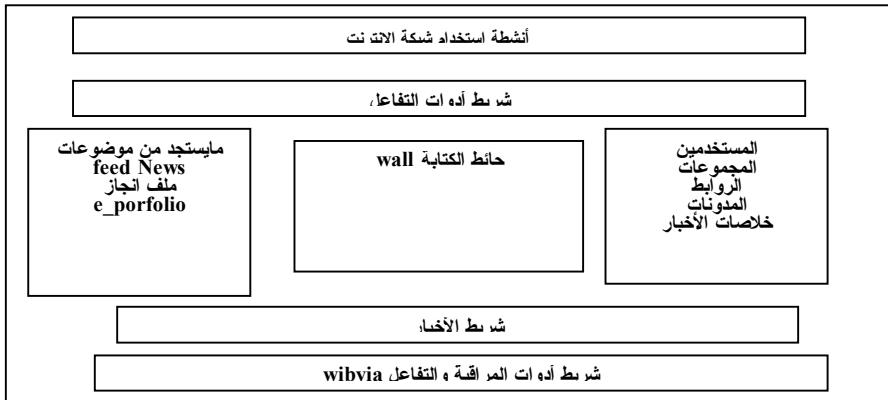 أنشطة استخدام شبكة الانترنت
شريط أدوات التفاعل
المستخدمين
المجموعات
الروابط
المدونات
خلاصات الأخبار
حائط الكتابة wall
مايستجد من موضوعات
feed News
ملف انجاز
e_porfolio
شريط الأخبار
شريط أدوات المراقبة والتفاعل wibvia